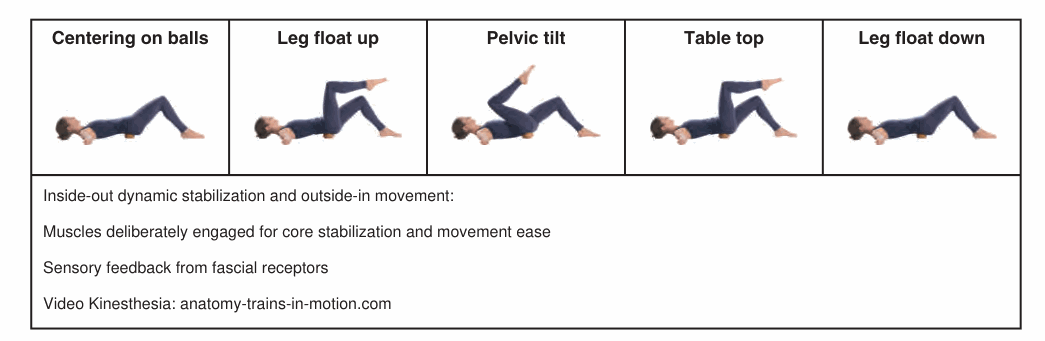 Centering on balls
Leg float up
Pelvic tilt
Table top
Leg float down
Inside-out dynamic stabilization and outside-in movement:
Muscles deliberately engaged for core stabilization and movement ease
Sensory feedback from fascial receptors
Video Kinesthesia: anatomy-trains-in-motion.com